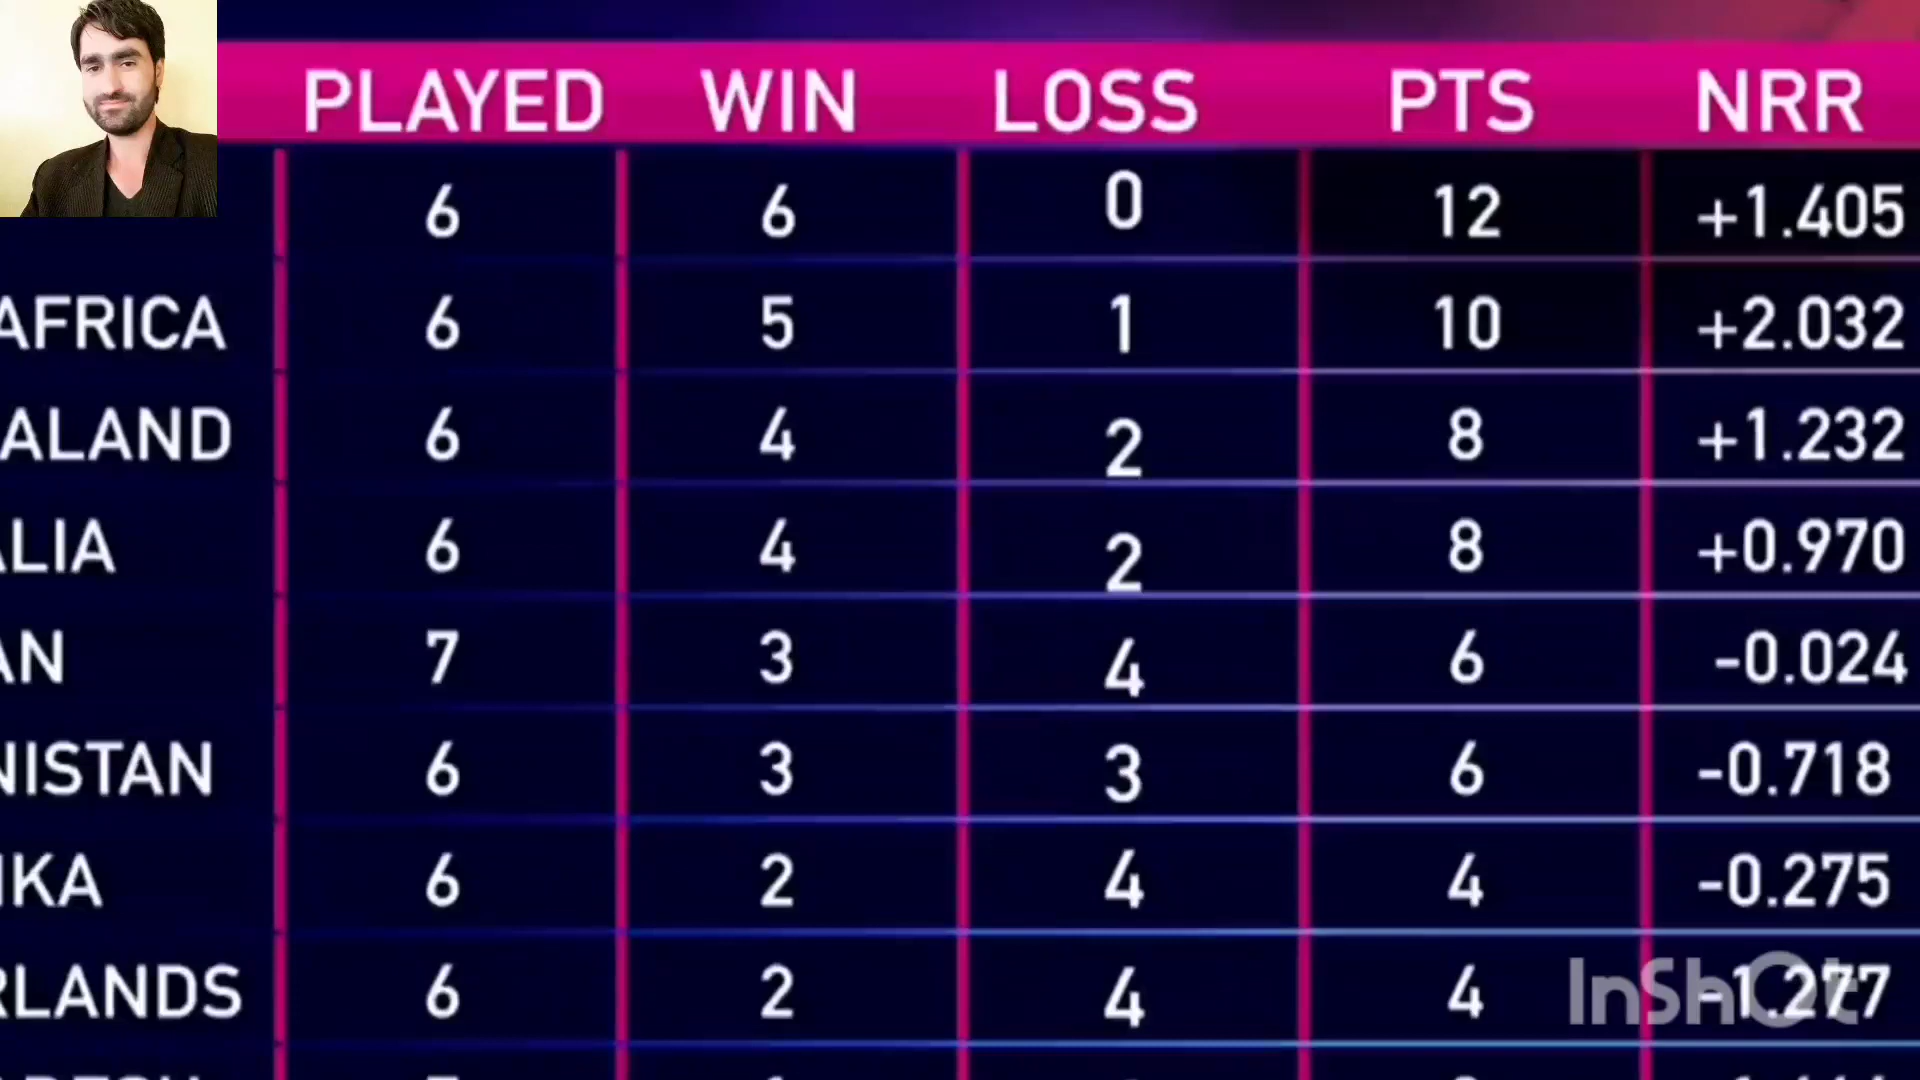 PLAYED WIN LOSS PTS NRR
6 6 0 12 +1.405
AFRICA 6 5 1 10 +2.032
ALAND 6 4 2 8 +1.232
ALIA 6 4 2 8 +0.970
AN 7 3 4 6 -0.024
NISTAN 6 3 3 6 -0.718
IKA 6 2 4 4 -0.275
RLANDS 6 2 4 4 -1.277
InShOt